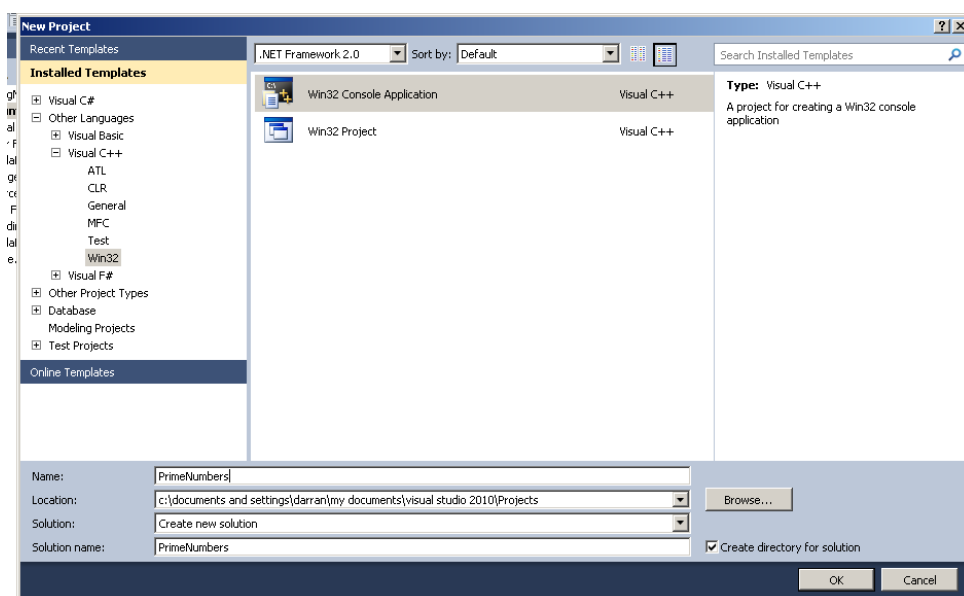 New Project
Recent Templates
Installed Templates
Visual C#
Other Languages
Visual Basic
Visual C++
ATL
CLR
General
MFC
Test
Win32
Visual F#
Other Project Types
Database
Modeling Projects
Test Projects
Online Templates
.NET Framework 2.0 Sort by: Default
Win32 Console Application Visual C++
Win32 Project Visual C++
Search Installed Templates
Type: Visual C++
A project for creating a Win32 console
application
Name: PrimeNumbers
Location: c:\documents and settings\darran\my documents\visual studio 2010\Projects Browse...
Solution: Create new solution
Solution name: PrimeNumbers Create directory for solution
OK Cancel